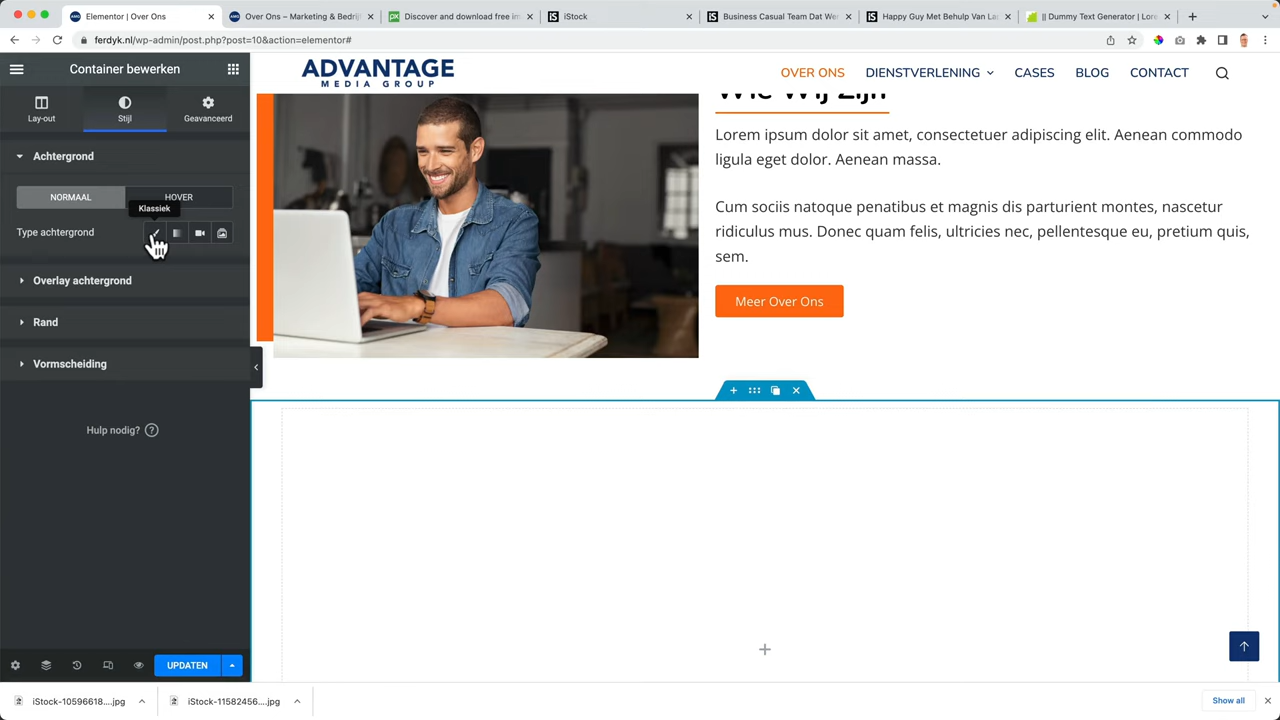 Elementor | Over Ons
Over Ons – Marketing & Bedrijf
Discover and download free im
iStock
Business Casual Team Dat We
Happy Guy Met Behulp Van La
|| Dummy Text Generator | Lore
ferdyk.nl/wp-admin/post.php?post=10&action=elementor#
Container bewerken
Lay-out
Stijl
Geavanceerd
Achtergrond
NORMAAL
HOVER
Klassiek
Type achtergrond
Overlay achtergrond
Rand
Vormscheiding
Hulp nodig?
UPDATEN
ADVANTAGE
MEDIA GROUP
OVER ONS
DIENSTVERLENING
CASES
BLOG
CONTACT
Wie Wij Zijn
Lorem ipsum dolor sit amet, consectetuer adipiscing elit. Aenean commodo
ligula eget dolor. Aenean massa.
Cum sociis natoque penatibus et magnis dis parturient montes, nascetur
ridiculus mus. Donec quam felis, ultricies nec, pellentesque eu, pretium quis,
sem.
Meer Over Ons
iStock-10596618....jpg
iStock-11582456....jpg
Show all